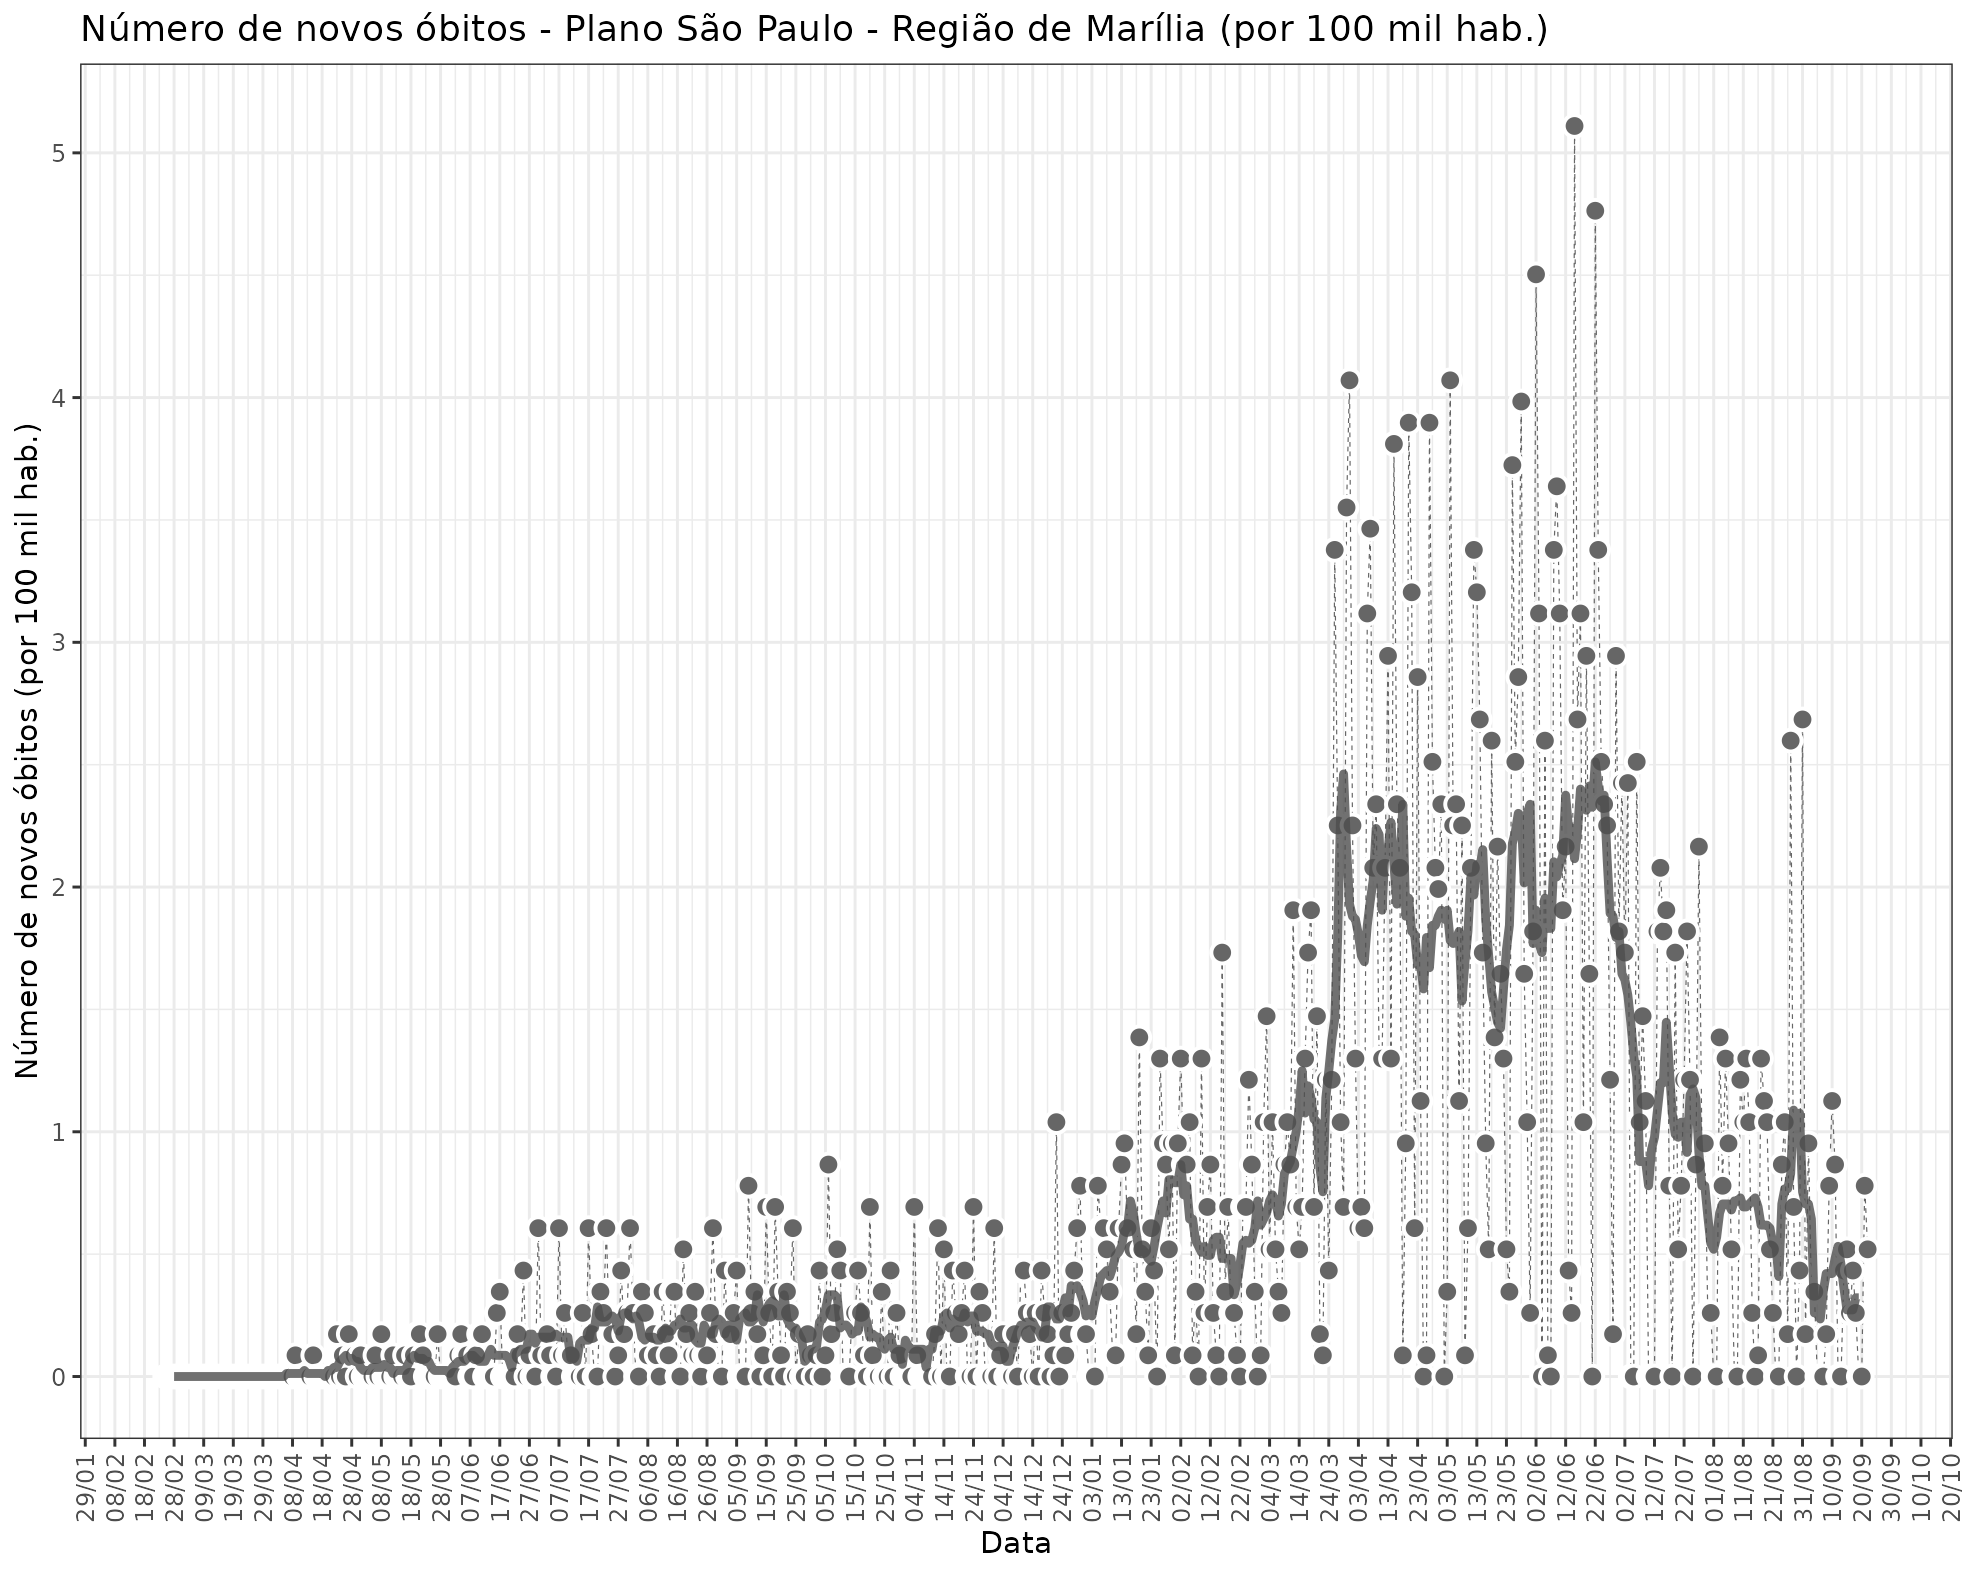 Número de novos óbitos - Plano São Paulo - Região de Marília (por 100 mil hab.)
Número de novos óbitos (por 100 mil hab.)
5
4
3
2
1
0
29/01 08/02 18/02 28/02 09/03 19/03 29/03 08/04 18/04 28/04 08/05 18/05 28/05 07/06 17/06 27/06 07/07 17/07 27/07 06/08 16/08 26/08 05/09 15/09 25/09 05/10 15/10 25/10 04/11 14/11 24/11 04/12 14/12 24/12 03/01 13/01 23/01 02/02 12/02 22/02 04/03 14/03 24/03 03/04 13/04 23/04 03/05 13/05 23/05 02/06 12/06 22/06 02/07 12/07 22/07 01/08 11/08 21/08 31/08 10/09 20/09 30/09 10/10 20/10
Data